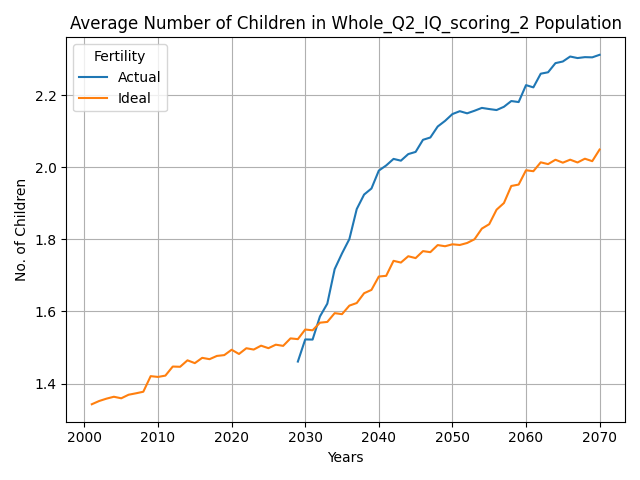 Average Number of Children in Whole_Q2_IQ_scoring_2 Population
Fertility
Actual
Ideal
No. of Children
2.2
2.0
1.8
1.6
1.4
2000 2010 2020 2030 2040 2050 2060 2070
Years